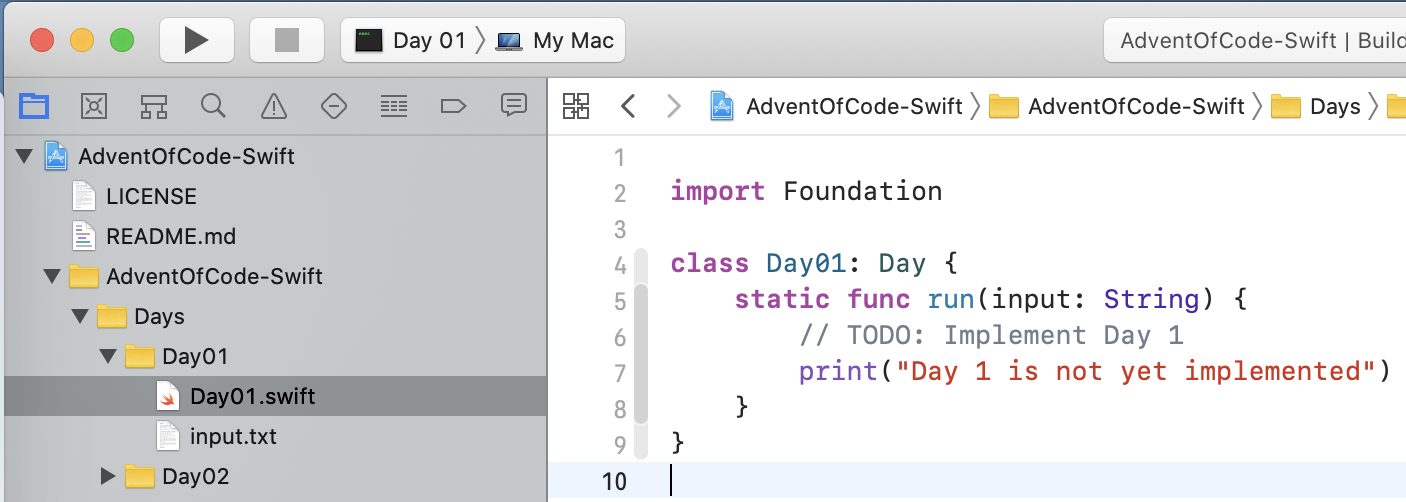 Day 01 〉 My Mac
AdventOfCode-Swift | Build
AdventOfCode-Swift 〉 AdventOfCode-Swift 〉 Days 〉
AdventOfCode-Swift
LICENSE
README.md
AdventOfCode-Swift
Days
Day01
Day01.swift
input.txt
Day02
1
2 import Foundation
3
4 class Day01: Day {
5     static func run(input: String) {
6         // TODO: Implement Day 1
7         print("Day 1 is not yet implemented")
8     }
9 }
10